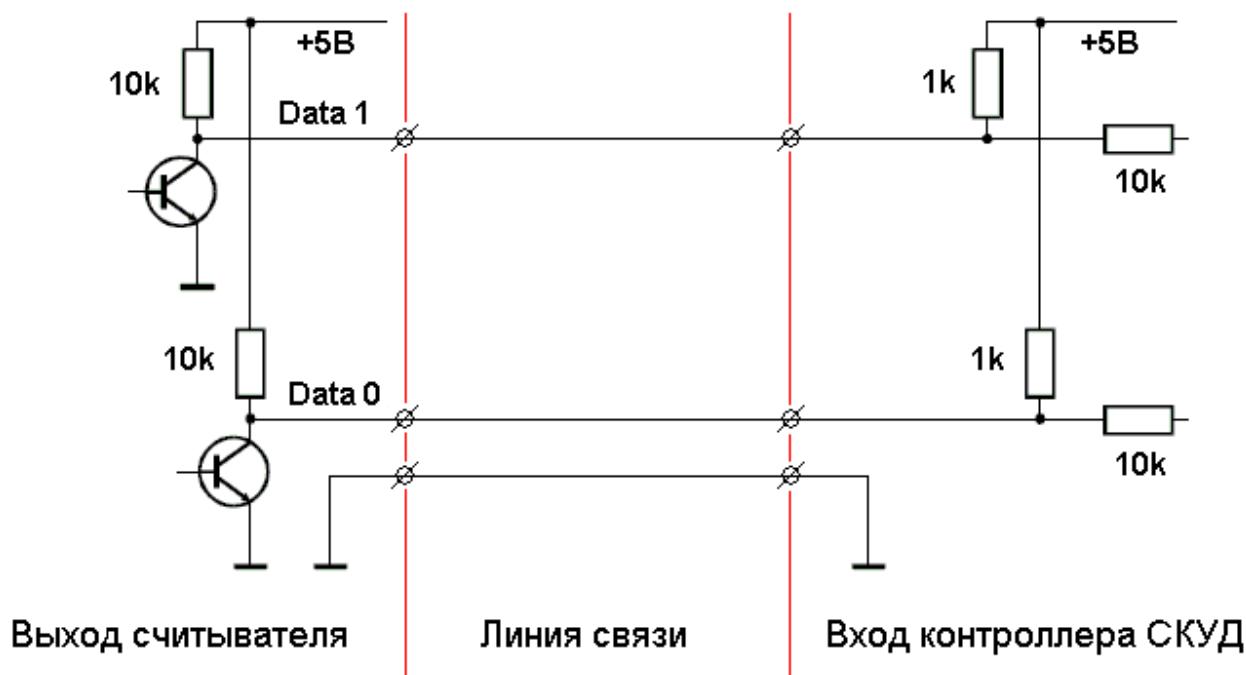 +5В
+5В
10k
1k
Data 1
10k
10k
1k
Data 0
10k
Выход считывателя
Линия связи
Вход контроллера СКУД